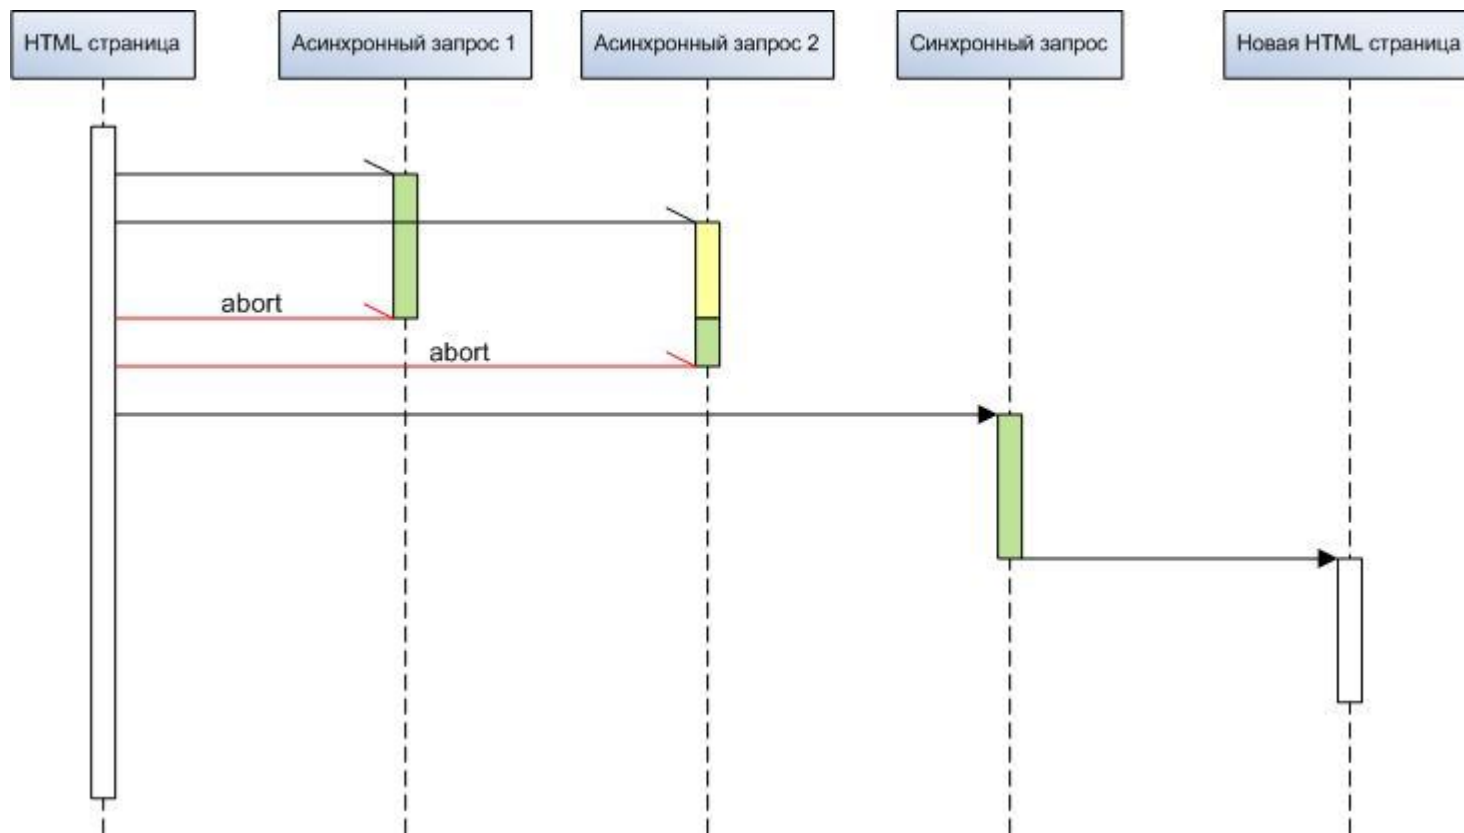 HTML страница
Асинхронный запрос 1
Асинхронный запрос 2
Синхронный запрос
Новая HTML страница
abort
abort